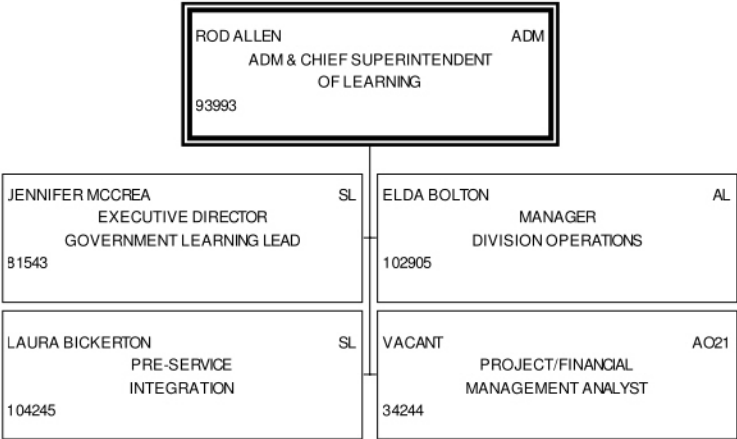 ROD ALLEN ADM
ADM & CHIEF SUPERINTENDENT
OF LEARNING
93993
JENNIFER MCCREA SL
EXECUTIVE DIRECTOR
GOVERNMENT LEARNING LEAD
81543
ELDA BOLTON AL
MANAGER
DIVISION OPERATIONS
102905
LAURA BICKERTON SL
PRE-SERVICE
INTEGRATION
104245
VACANT AO21
PROJECT/FINANCIAL
MANAGEMENT ANALYST
34244